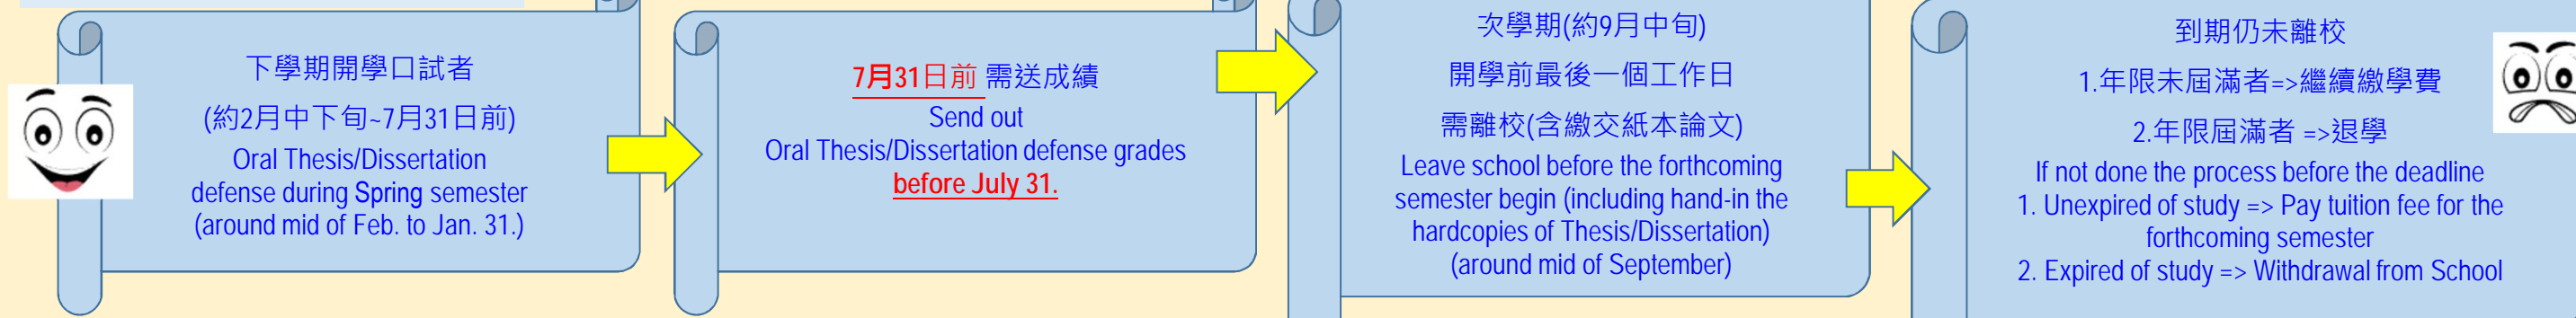 下學期開學口試者
(約2月中下旬~7月31日前)
Oral Thesis/Dissertation
defense during Spring semester
(around mid of Feb. to Jan. 31.)
7月31日前 需送成績
Send out
Oral Thesis/Dissertation defense grades
before July 31.
次學期(約9月中旬)
開學前最後一個工作日
需離校(含繳交紙本論文)
Leave school before the forthcoming
semester begin (including hand-in the
hardcopies of Thesis/Dissertation)
(around mid of September)
到期仍未離校
1.年限未屆滿者=>繼續繳學費
2.年限屆滿者 =>退學
If not done the process before the deadline
1. Unexpired of study => Pay tuition fee for the
forthcoming semester
2. Expired of study => Withdrawal from School